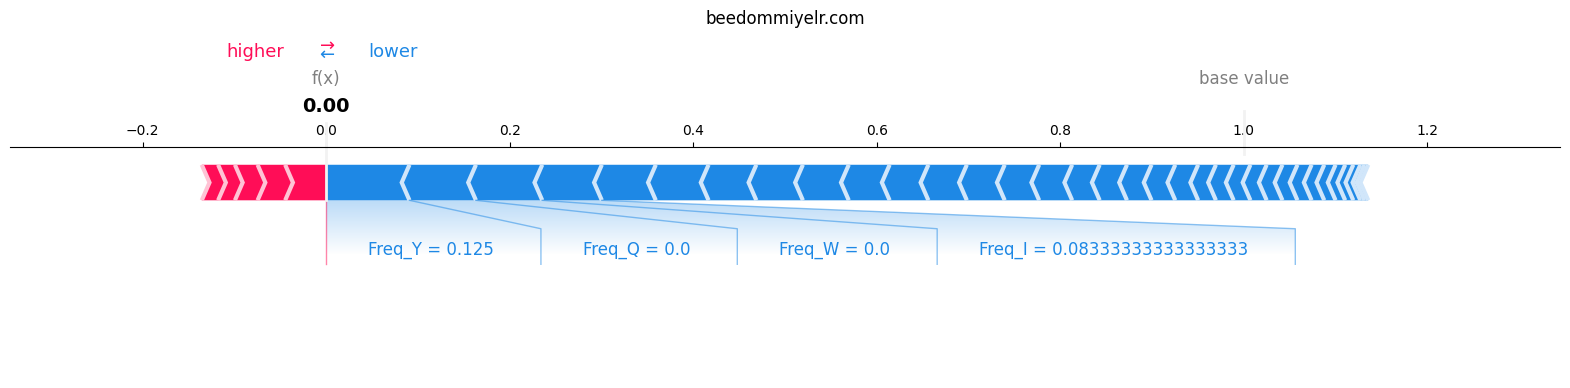 beedommiyelr.com
higher ⇄ lower
f(x) base value
0.00
−0.2 0.0 0.2 0.4 0.6 0.8 1.0 1.2
Freq_Y = 0.125 Freq_Q = 0.0 Freq_W = 0.0 Freq_I = 0.08333333333333333